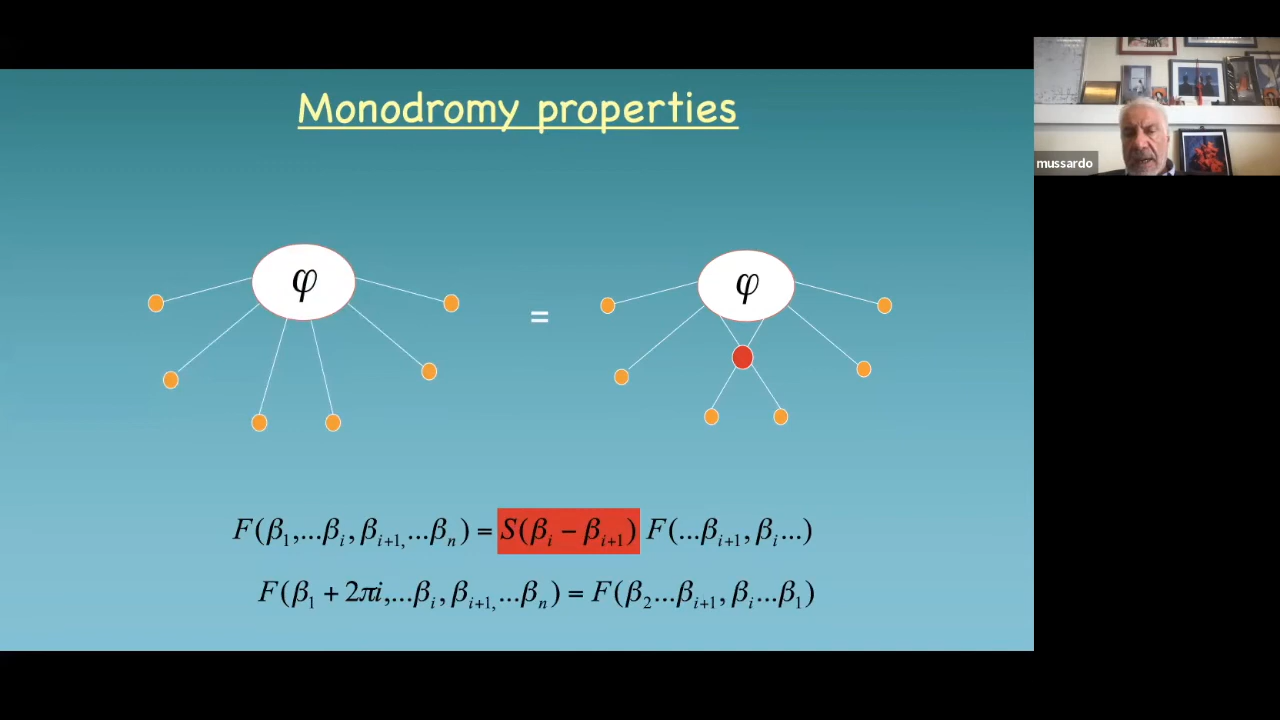 Monodromy properties
mussardo
φ = φ
F(β₁,...βᵢ, βᵢ₊₁,...βₙ) = S(βᵢ − βᵢ₊₁) F(...βᵢ₊₁, βᵢ...)
F(β₁ + 2πi,...βᵢ, βᵢ₊₁,...βₙ) = F(β₂...βᵢ₊₁, βᵢ...β₁)